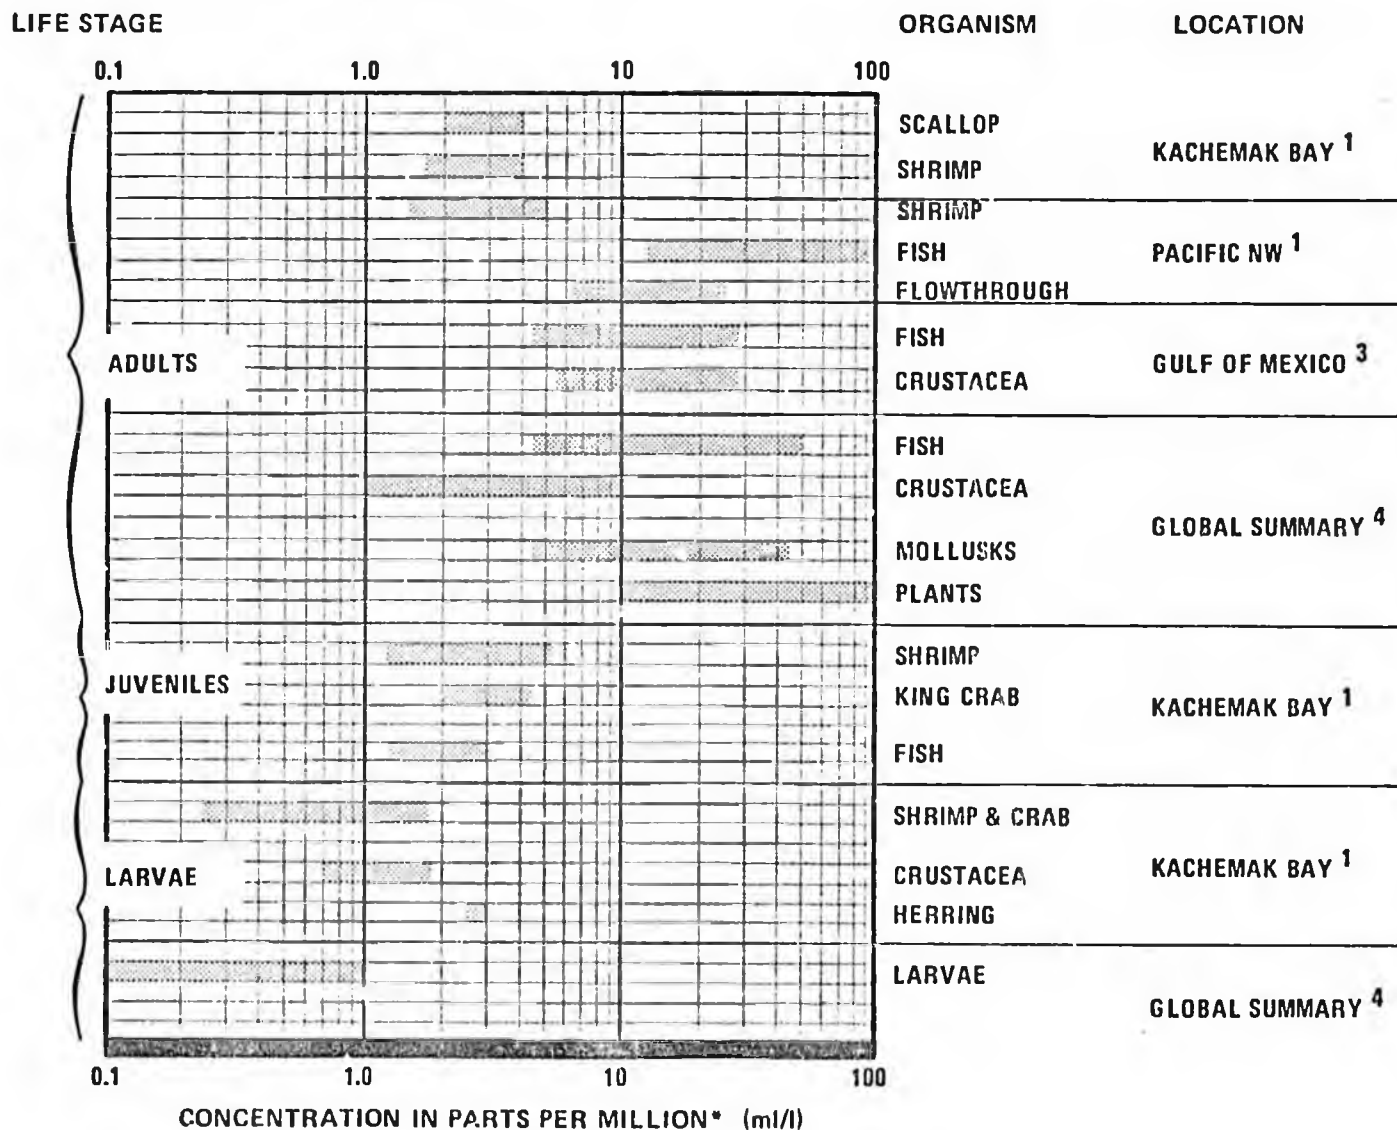 LIFE STAGE ORGANISM LOCATION
0.1 1.0 10 100
SCALLOP
KACHEMAK BAY 1
SHRIMP
SHRIMP
FISH
PACIFIC NW 1
FLOWTHROUGH
FISH
ADULTS
GULF OF MEXICO 3
CRUSTACEA
FISH
CRUSTACEA
GLOBAL SUMMARY 4
MOLLUSKS
PLANTS
SHRIMP
JUVENILES
KING CRAB
KACHEMAK BAY 1
FISH
SHRIMP & CRAB
KACHEMAK BAY 1
LARVAE
CRUSTACEA
HERRING
LARVAE
GLOBAL SUMMARY 4
0.1 1.0 10 100
CONCENTRATION IN PARTS PER MILLION* (ml/l)